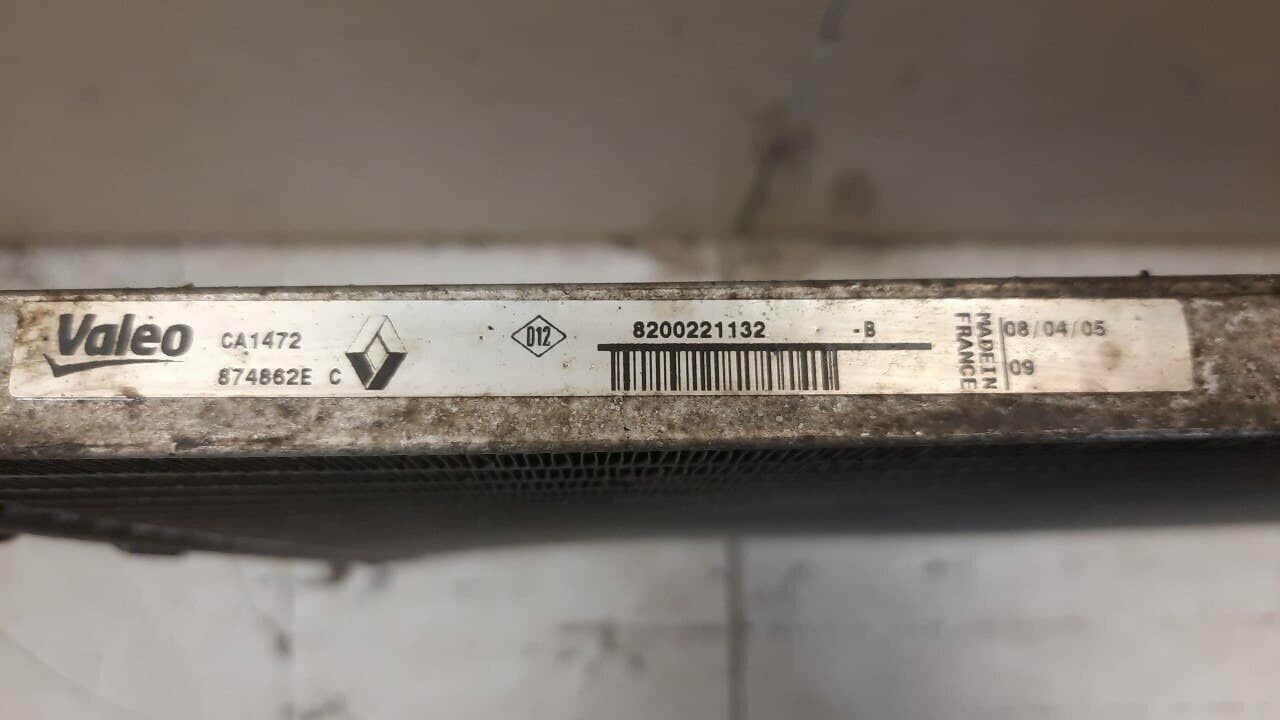 Valeo
CA1472
874862E C
D12
8200221132 -B
MADE IN
FRANCE
08/04/05
09